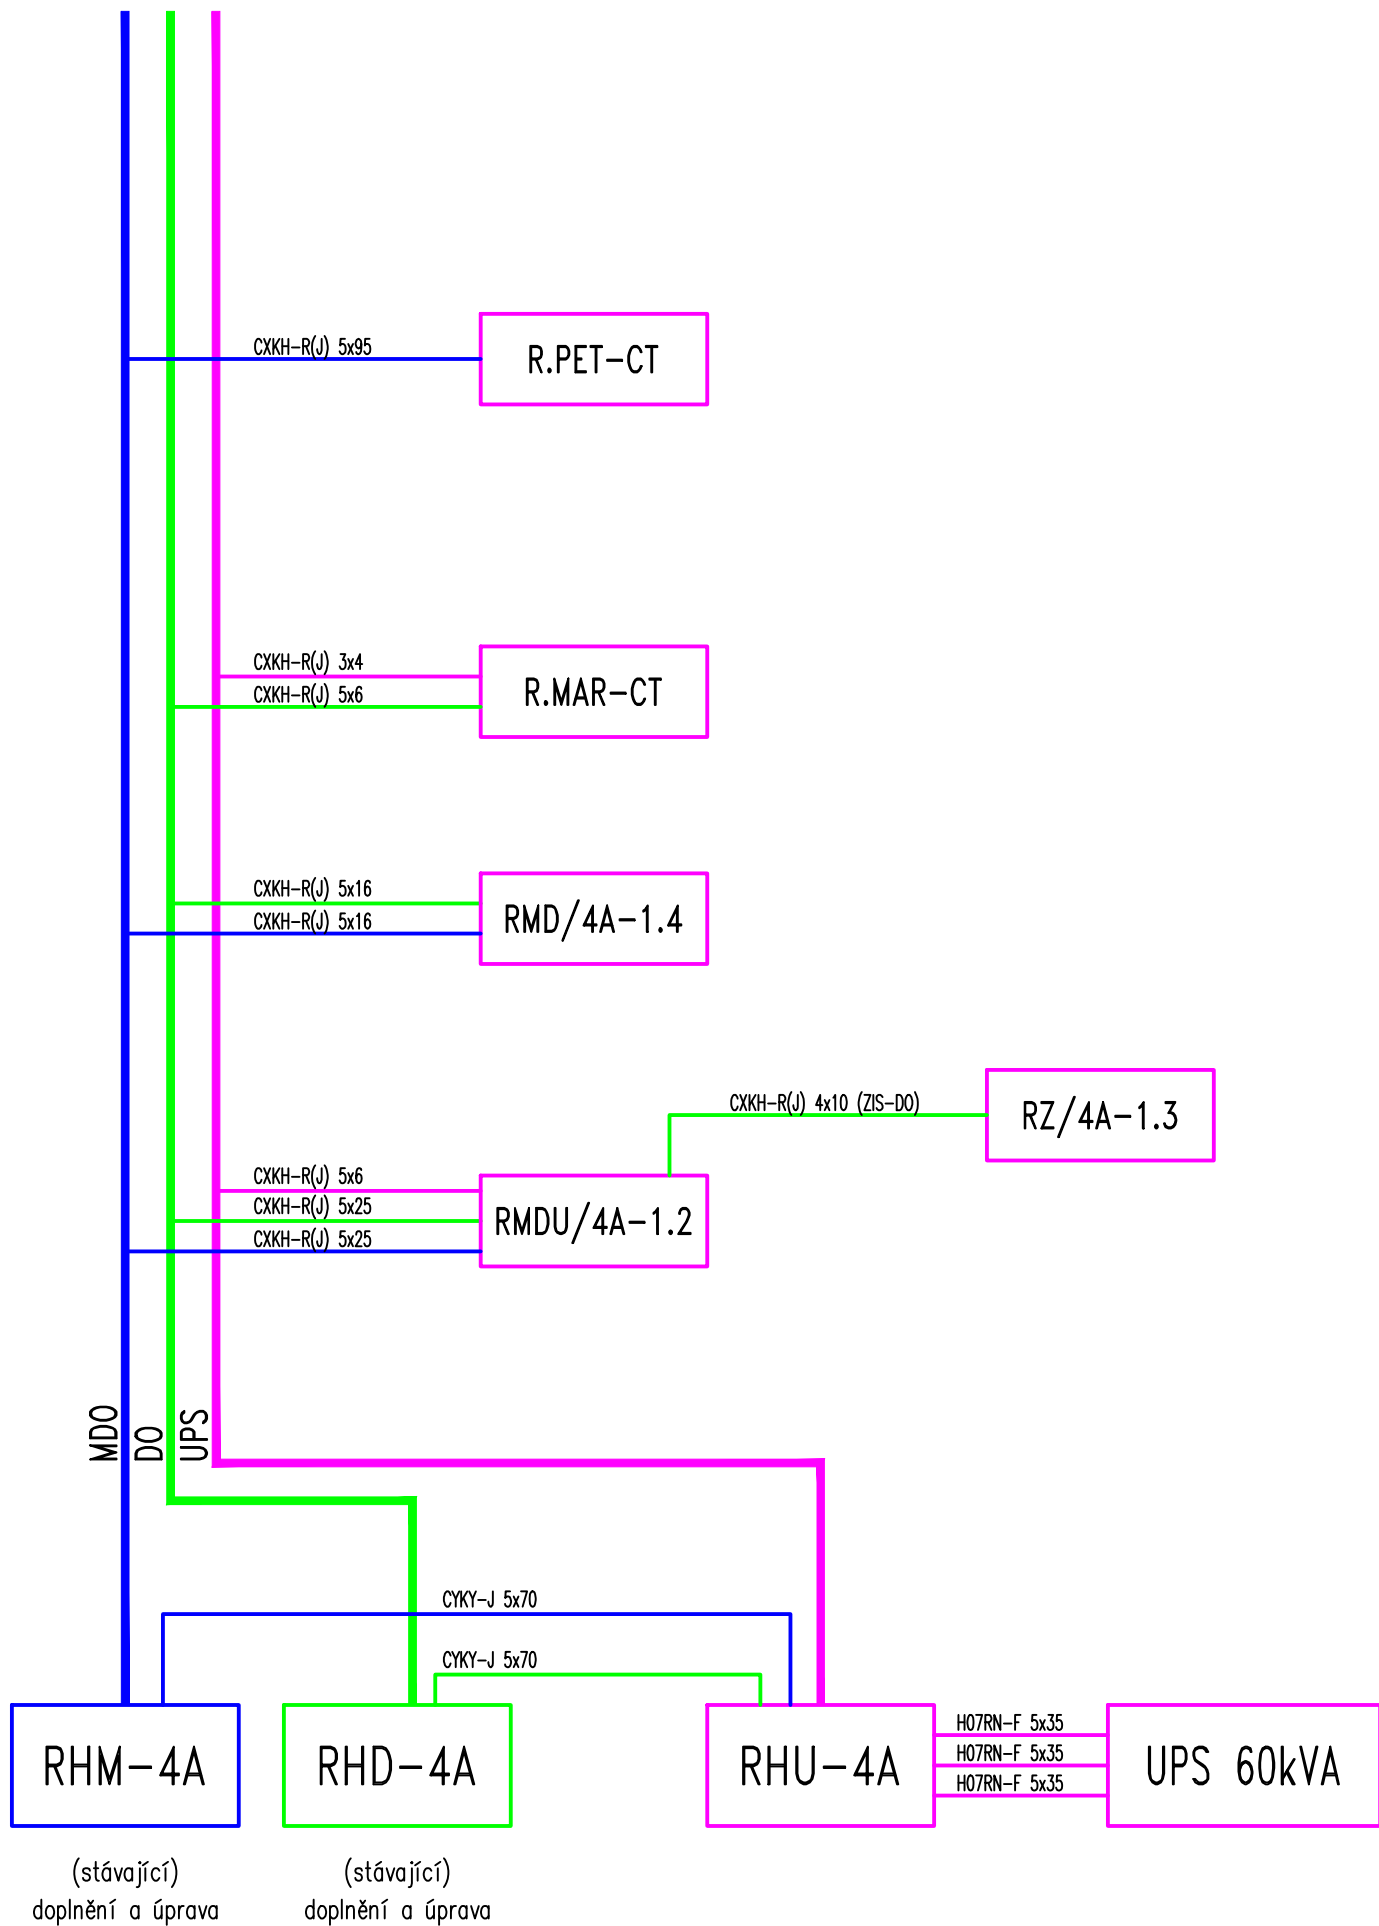 CXKH-R(J) 5x95
R.PET-CT
CXKH-R(J) 3x4
CXKH-R(J) 5x6
R.MAR-CT
CXKH-R(J) 5x16
CXKH-R(J) 5x16
RMD/4A-1.4
CXKH-R(J) 4x10 (ZIS-DO)
RZ/4A-1.3
CXKH-R(J) 5x6
CXKH-R(J) 5x25
CXKH-R(J) 5x25
RMDU/4A-1.2
MDO
DO
UPS
CYKY-J 5x70
CYKY-J 5x70
RHM-4A
RHD-4A
RHU-4A
H07RN-F 5x35
H07RN-F 5x35
H07RN-F 5x35
UPS 60kVA
(stávající)
doplnění a úprava
(stávající)
doplnění a úprava